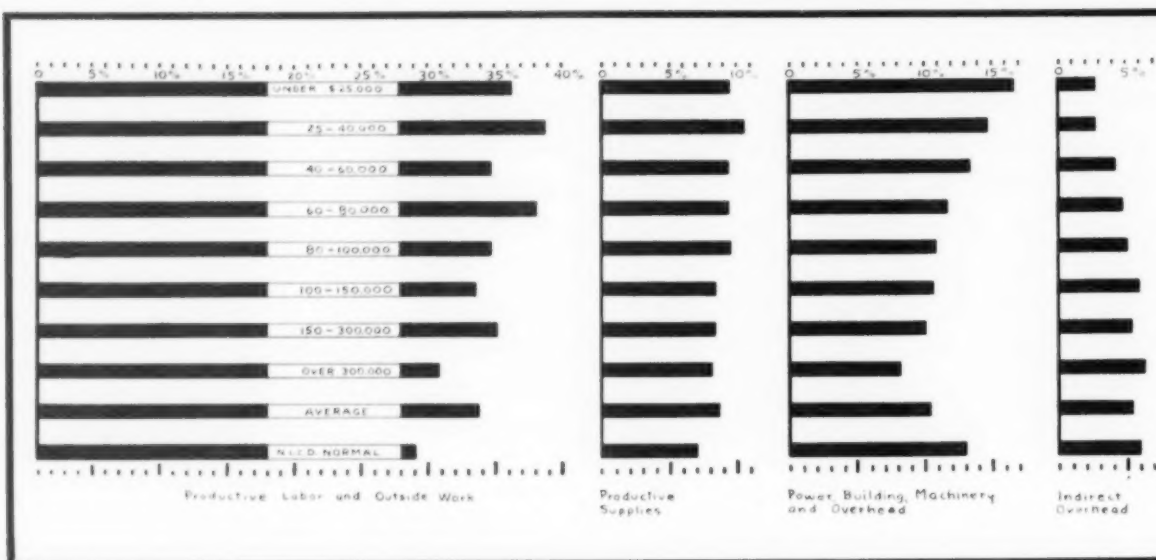 0 5% 10% 15% 20% 25% 30% 35% 40% 0 5% 10% 0 5% 10% 15% 0 5%
UNDER $25,000
25-40,000
40-60,000
60-80,000
80-100,000
100-150,000
150-300,000
OVER 300,000
AVERAGE
N.I.C.D. NORMAL
Productive Labor and Outside Work
Productive
Supplies
Power, Building, Machinery
and Overhead
Indirect
Overhead